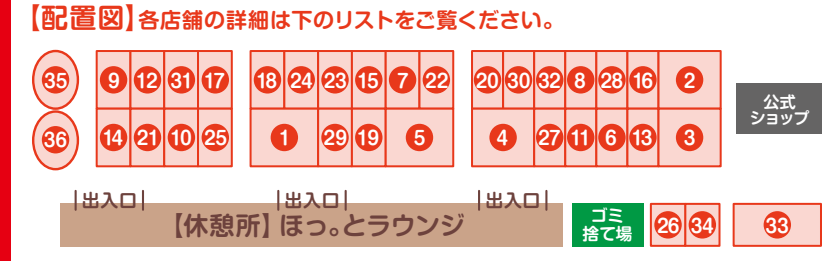 【配置図】各店舗の詳細は下のリストをご覧ください。
35 9 12 31 17 18 24 23 15 7 22 20 30 32 8 28 16 2
公式
ショップ
36 14 21 10 25 1 29 19 5 4 27 11 6 13 3
|出入口| |出入口| |出入口|
【休憩所】ほっ。とラウンジ
ゴミ
捨て場
26 34 33